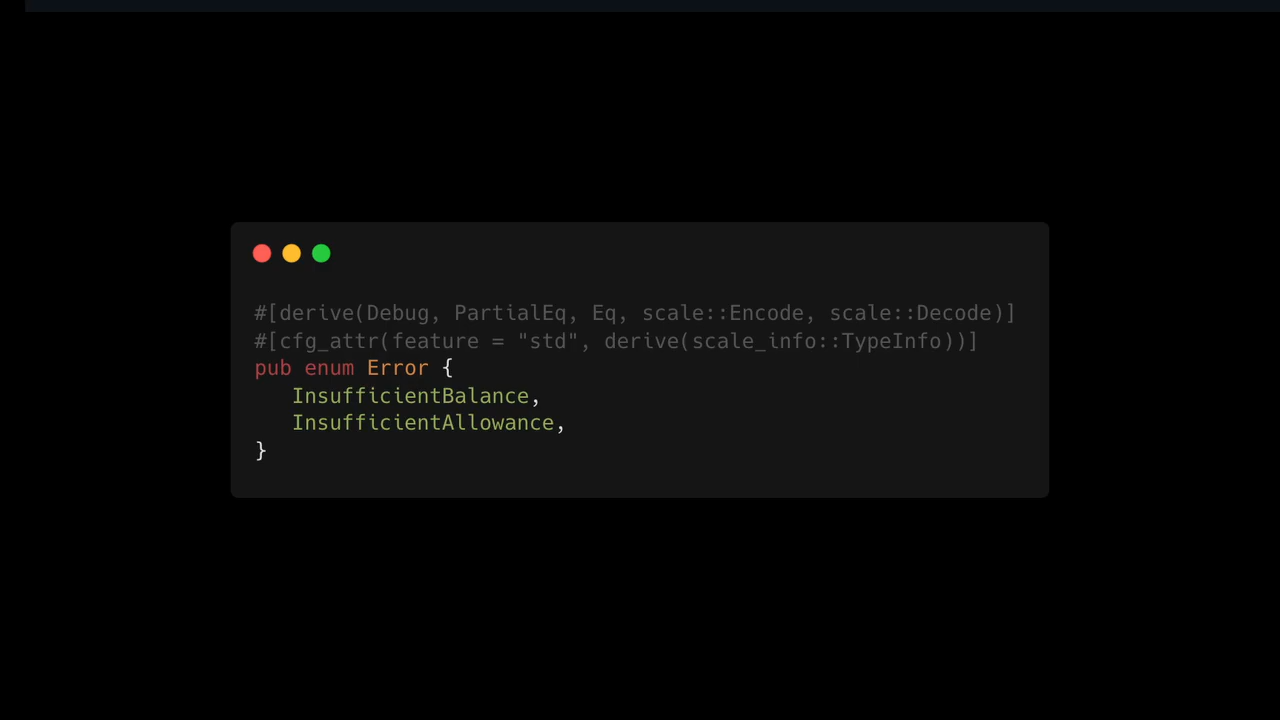 #[derive(Debug, PartialEq, Eq, scale::Encode, scale::Decode)]
#[cfg_attr(feature = "std", derive(scale_info::TypeInfo))]
pub enum Error {
   InsufficientBalance,
   InsufficientAllowance,
}